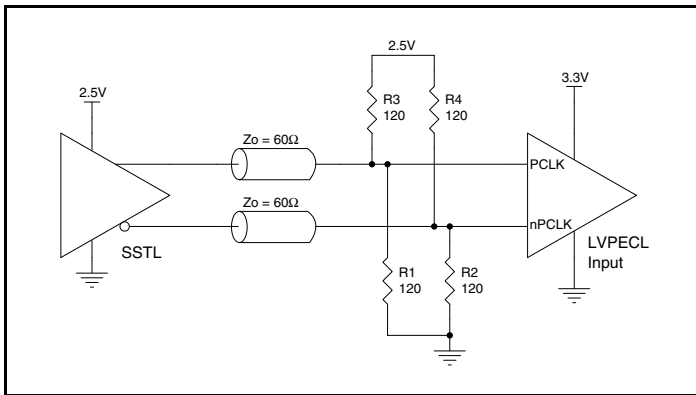 2.5V
2.5V
3.3V
R3
120
R4
120
Zo = 60Ω
PCLK
Zo = 60Ω
nPCLK
SSTL
LVPECL
Input
R1
120
R2
120